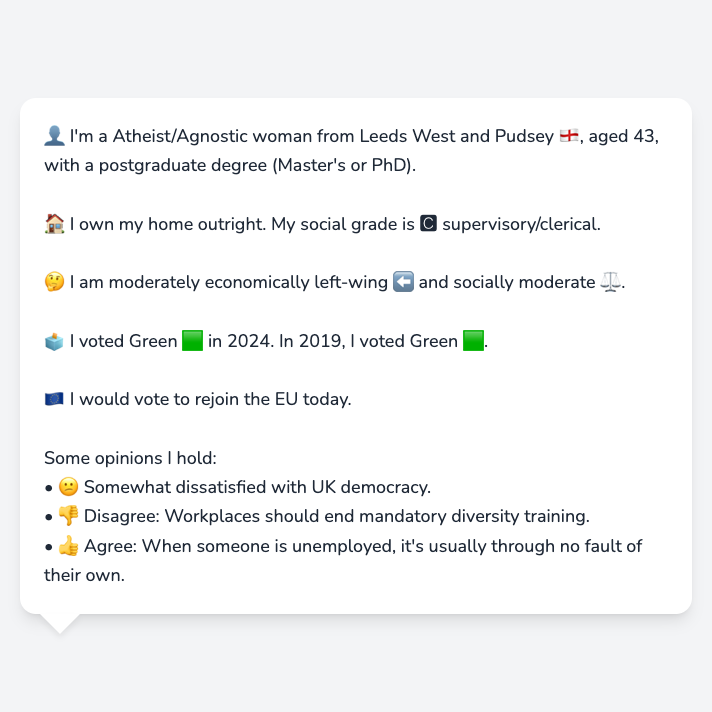 👤 I'm a Atheist/Agnostic woman from Leeds West and Pudsey 🏴󠁧󠁢󠁥󠁮󠁧󠁿, aged 43,
with a postgraduate degree (Master's or PhD).
🏠 I own my home outright. My social grade is 🅲 supervisory/clerical.
🤔 I am moderately economically left-wing ⬅️ and socially moderate ⚖️.
🗳️ I voted Green 🟩 in 2024. In 2019, I voted Green 🟩.
🇪🇺 I would vote to rejoin the EU today.
Some opinions I hold:
• 😕 Somewhat dissatisfied with UK democracy.
• 👎 Disagree: Workplaces should end mandatory diversity training.
• 👍 Agree: When someone is unemployed, it's usually through no fault of
their own.